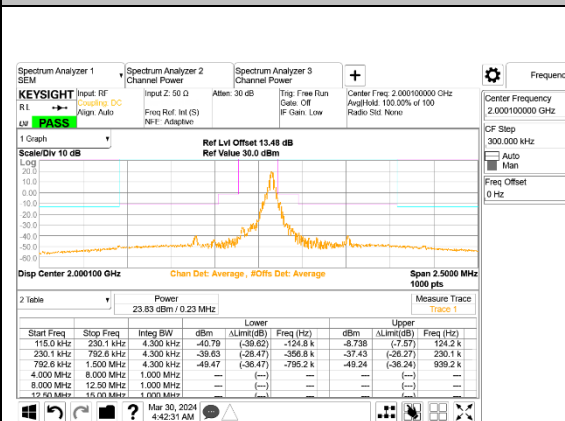 Spectrum Analyzer 1
SEM
Spectrum Analyzer 2
Channel Power
Spectrum Analyzer 3
Channel Power
+
Frequenc
KEYSIGHT
Input: RF
Coupling: DC
Align: Auto
Input Z: 50 Ω
Freq Ref: Int (S)
NFE: Adaptive
Atten: 30 dB
Trig: Free Run
Gate: Off
IF Gain: Low
Center Freq: 2.000100000 GHz
Avg|Hold: 100.00% of 100
Radio Std: None
PASS
Center Frequency
2.000100000 GHz
CF Step
300.000 kHz
Auto
Man
Freq Offset
0 Hz
1 Graph
Scale/Div 10 dB
Ref Lvl Offset 13.48 dB
Ref Value 30.0 dBm
Log
20.0
10.0
0.00
-10.0
-20.0
-30.0
-40.0
-50.0
-60.0
Disp Center 2.000100 GHz
Chan Det: Average, #Offs Det: Average
Span 2.5000 MHz
1000 pts
2 Table
Power
23.83 dBm / 0.23 MHz
Measure Trace
Trace 1
Lower Upper
Start Freq Stop Freq Integ BW dBm ΔLimit(dB) Freq (Hz) dBm ΔLimit(dB) Freq (Hz)
115.0 kHz 230.1 kHz 4.300 kHz -40.79 (-39.62) -124.8 k -8.738 (-7.57) 124.2 k
230.1 kHz 792.6 kHz 4.300 kHz -39.63 (-28.47) -356.8 k -37.43 (-26.27) 230.1 k
792.6 kHz 1.500 MHz 4.300 kHz -49.47 (-36.47) -795.2 k -49.24 (-36.24) 939.2 k
4.000 MHz 8.000 MHz 1.000 MHz — (—) — — (—) —
8.000 MHz 12.50 MHz 1.000 MHz — (—) — — (—) —
12.50 MHz 15.00 MHz 1.000 MHz — (—) — — (—) —
?
Mar 30, 2024
4:42:31 AM